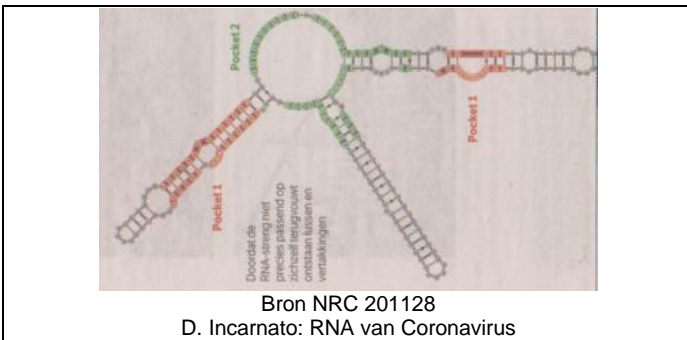 Pocket 2
Pocket 1
Pocket 1
Doordat de
RNA-streng niet
precies passend op
zichzelf terugvouwt
ontstaan lussen en
vertakkingen
Bron NRC 201128
D. Incarnato: RNA van Coronavirus